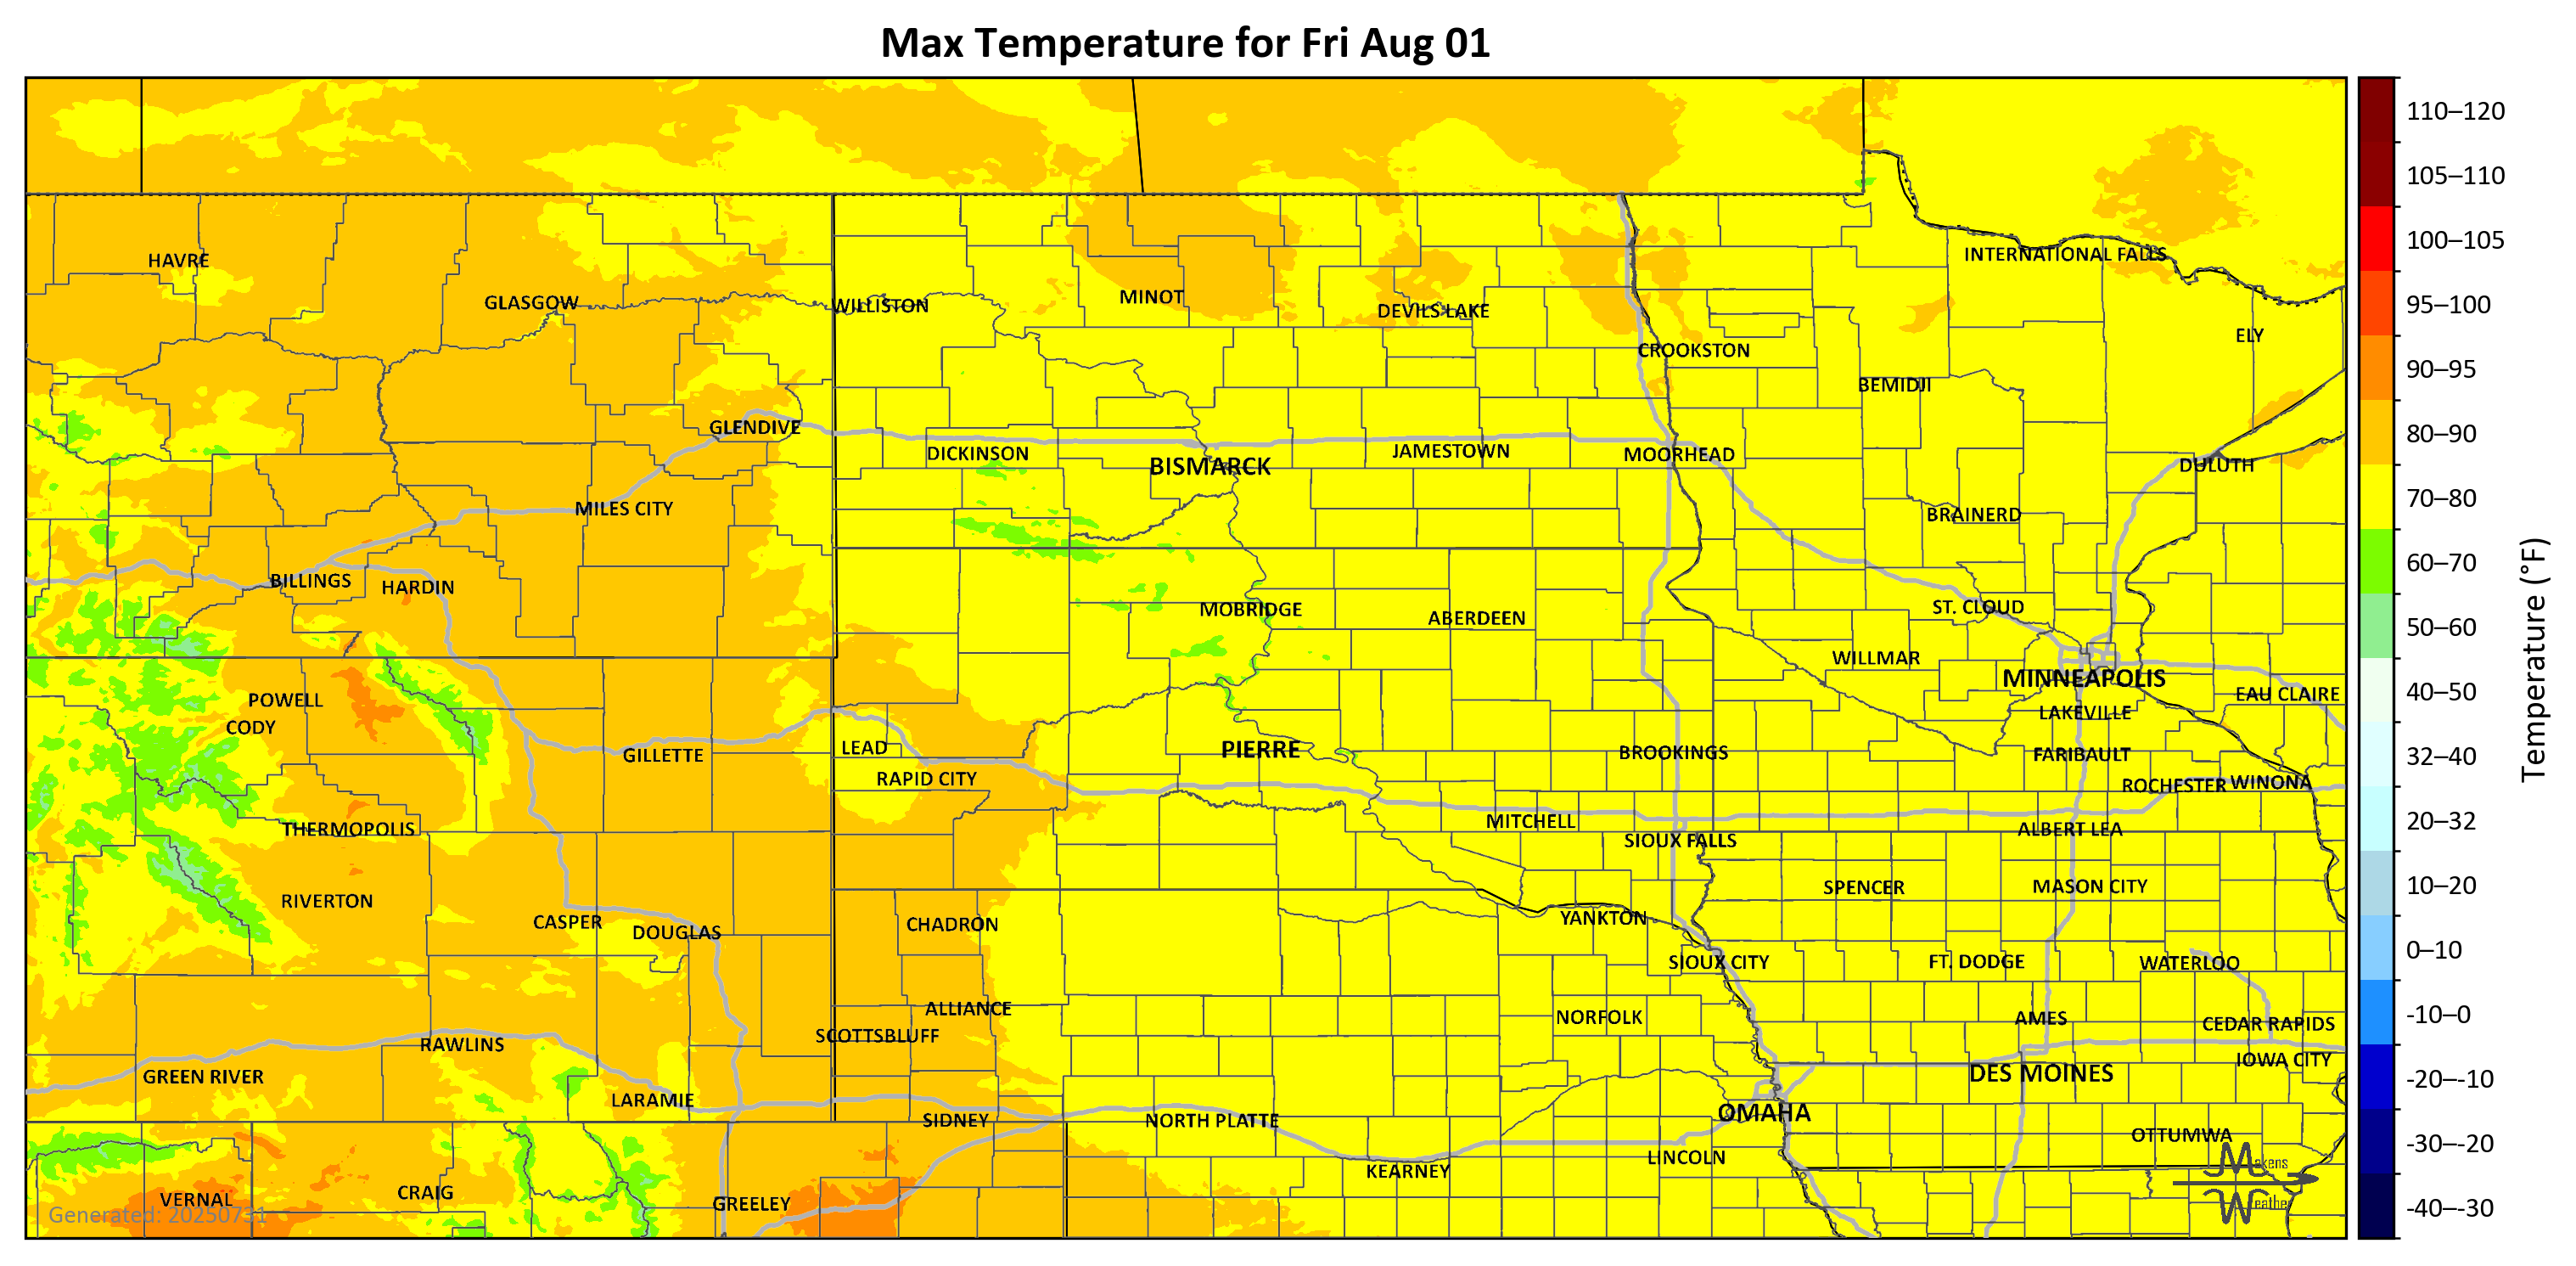 Max Temperature for Fri Aug 01
110–120
105–110
100–105
95–100
90–95
80–90
70–80
60–70
50–60
40–50
32–40
20–32
10–20
0–10
-10–0
-20–-10
-30–-20
-40–-30
Temperature (°F)
HAVRE
GLASGOW
WILLISTON
MINOT
DEVILS LAKE
INTERNATIONAL FALLS
ELY
CROOKSTON
BEMIDJI
GLENDIVE
DICKINSON
BISMARCK
JAMESTOWN
MOORHEAD
DULUTH
MILES CITY
BRAINERD
BILLINGS
HARDIN
MOBRIDGE
ABERDEEN
ST. CLOUD
WILLMAR
MINNEAPOLIS
EAU CLAIRE
POWELL
CODY
LAKEVILLE
GILLETTE
LEAD
PIERRE
BROOKINGS
FARIBAULT
RAPID CITY
ROCHESTER
WINONA
THERMOPOLIS
MITCHELL
SIOUX FALLS
ALBERT LEA
RIVERTON
SPENCER
MASON CITY
CASPER
DOUGLAS
CHADRON
YANKTON
SIOUX CITY
FT. DODGE
WATERLOO
ALLIANCE
NORFOLK
AMES
CEDAR RAPIDS
SCOTTSBLUFF
RAWLINS
IOWA CITY
GREEN RIVER
DES MOINES
LARAMIE
SIDNEY
NORTH PLATTE
OMAHA
OTTUMWA
LINCOLN
KEARNEY
VERNAL
CRAIG
GREELEY
Makens
Weather
Generated: 20250731